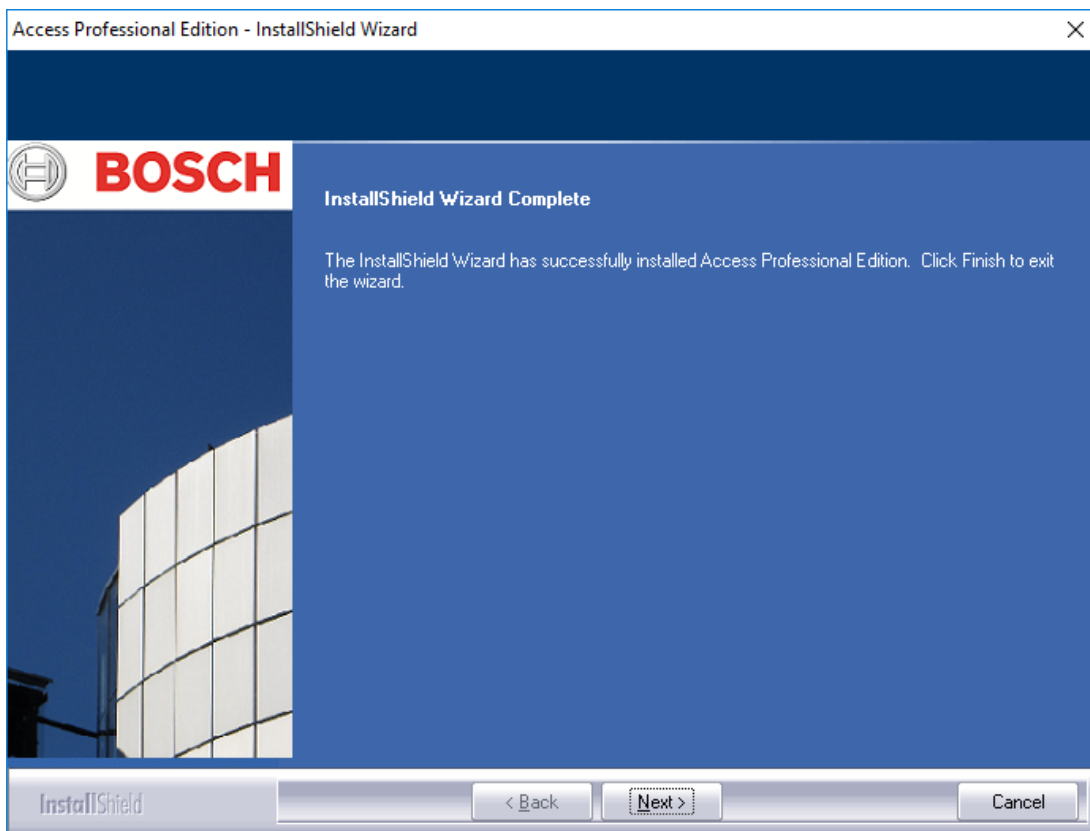 Access Professional Edition - InstallShield Wizard
BOSCH
InstallShield Wizard Complete
The InstallShield Wizard has successfully installed Access Professional Edition. Click Finish to exit
the wizard.
InstallShield
< Back
Next >
Cancel